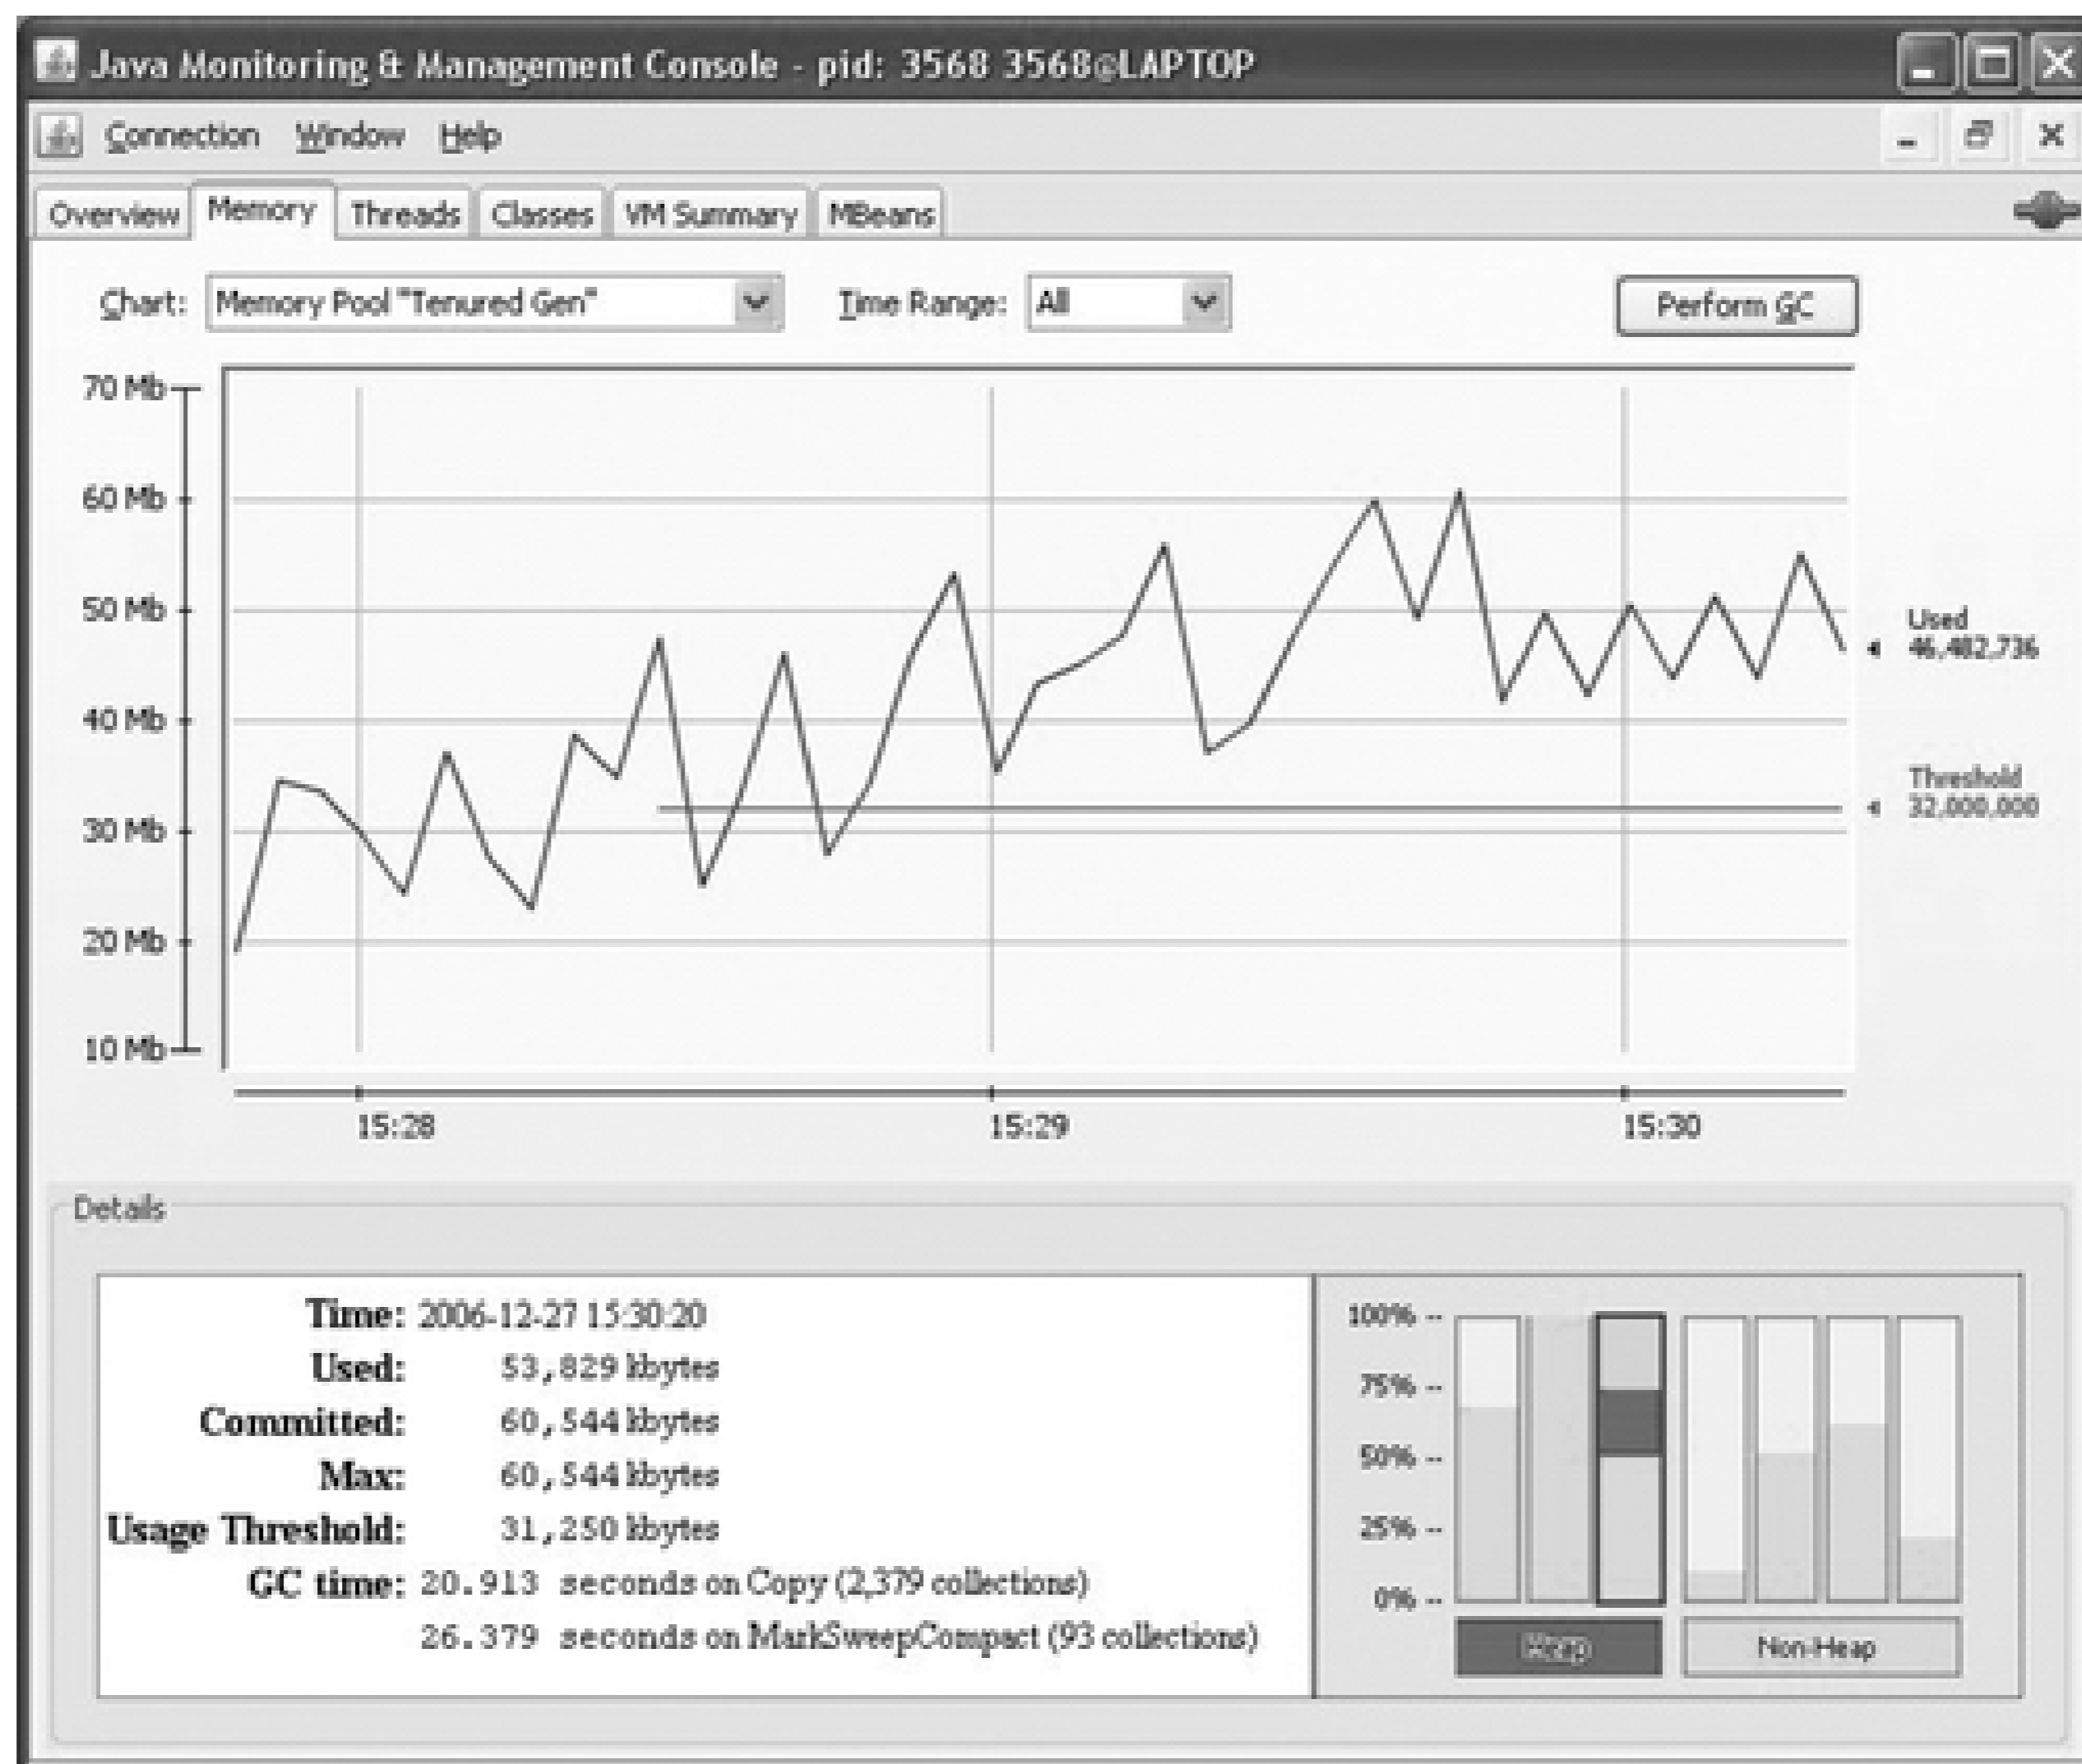 Java Monitoring & Management Console - pid: 3568 3568@LAPTOP
Connection Window Help
Overview Memory Threads Classes VM Summary MBeans
Chart: Memory Pool "Tenured Gen" Time Range: All Perform GC
70 Mb
60 Mb
50 Mb
40 Mb
30 Mb
20 Mb
10 Mb
Used
46,482,736
Threshold
32,000,000
15:28 15:29 15:30
Details
Time: 2006-12-27 15:30:20
Used: 53,829 kbytes
Committed: 60,544 kbytes
Max: 60,544 kbytes
Usage Threshold: 31,250 kbytes
GC time: 20.913 seconds on Copy (2,379 collections)
26.379 seconds on MarkSweepCompact (93 collections)
100% --
75% --
50% --
25% --
0% --
Heap Non-Heap